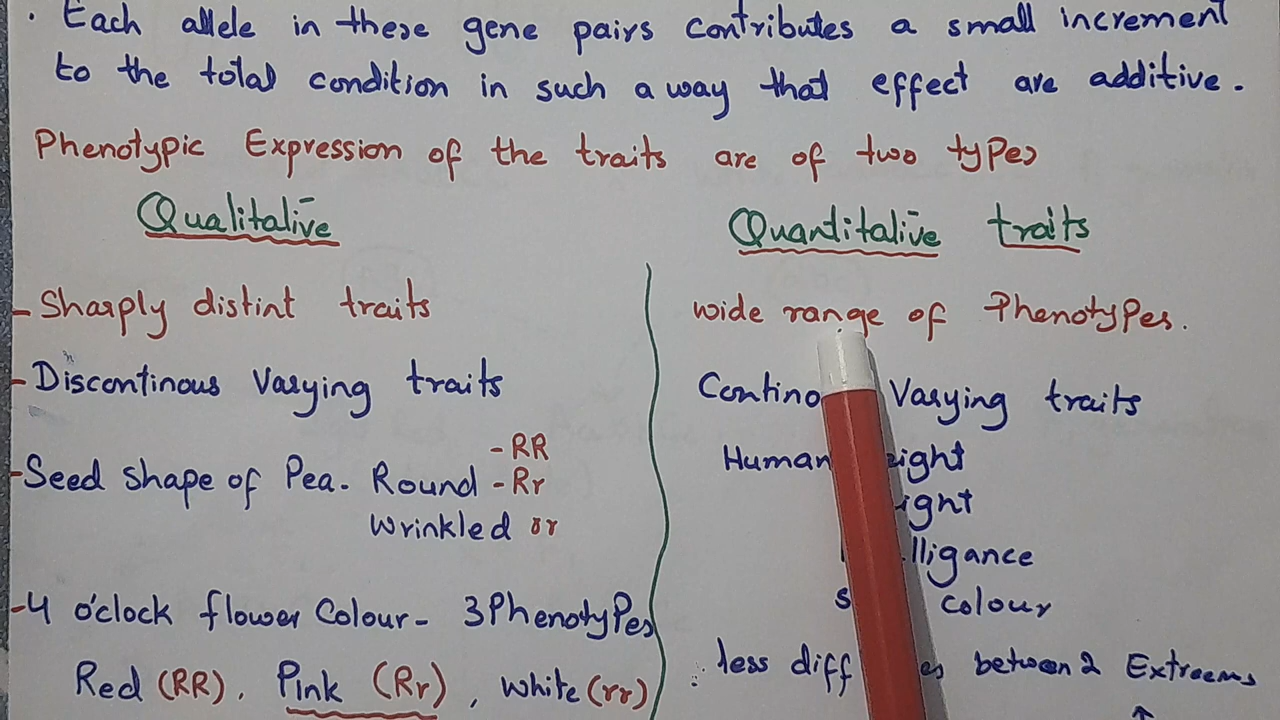 . Each allele in these gene pairs contributes a small increment
to the total condition in such a way that effect are additive.
Phenotypic Expression of the traits are of two types
Qualitative
- Sharply distint traits
- Discontinous Varying traits
- Seed shape of Pea. Round - RR
- Rr
Wrinkled rr
- 4 o'clock flower Colour - 3 Phenotypes
Red (RR). Pink (Rr), white (rr)
Quantitative traits
wide range of Phenotypes.
Varying traits
Human
colour
less between 2 Extreems